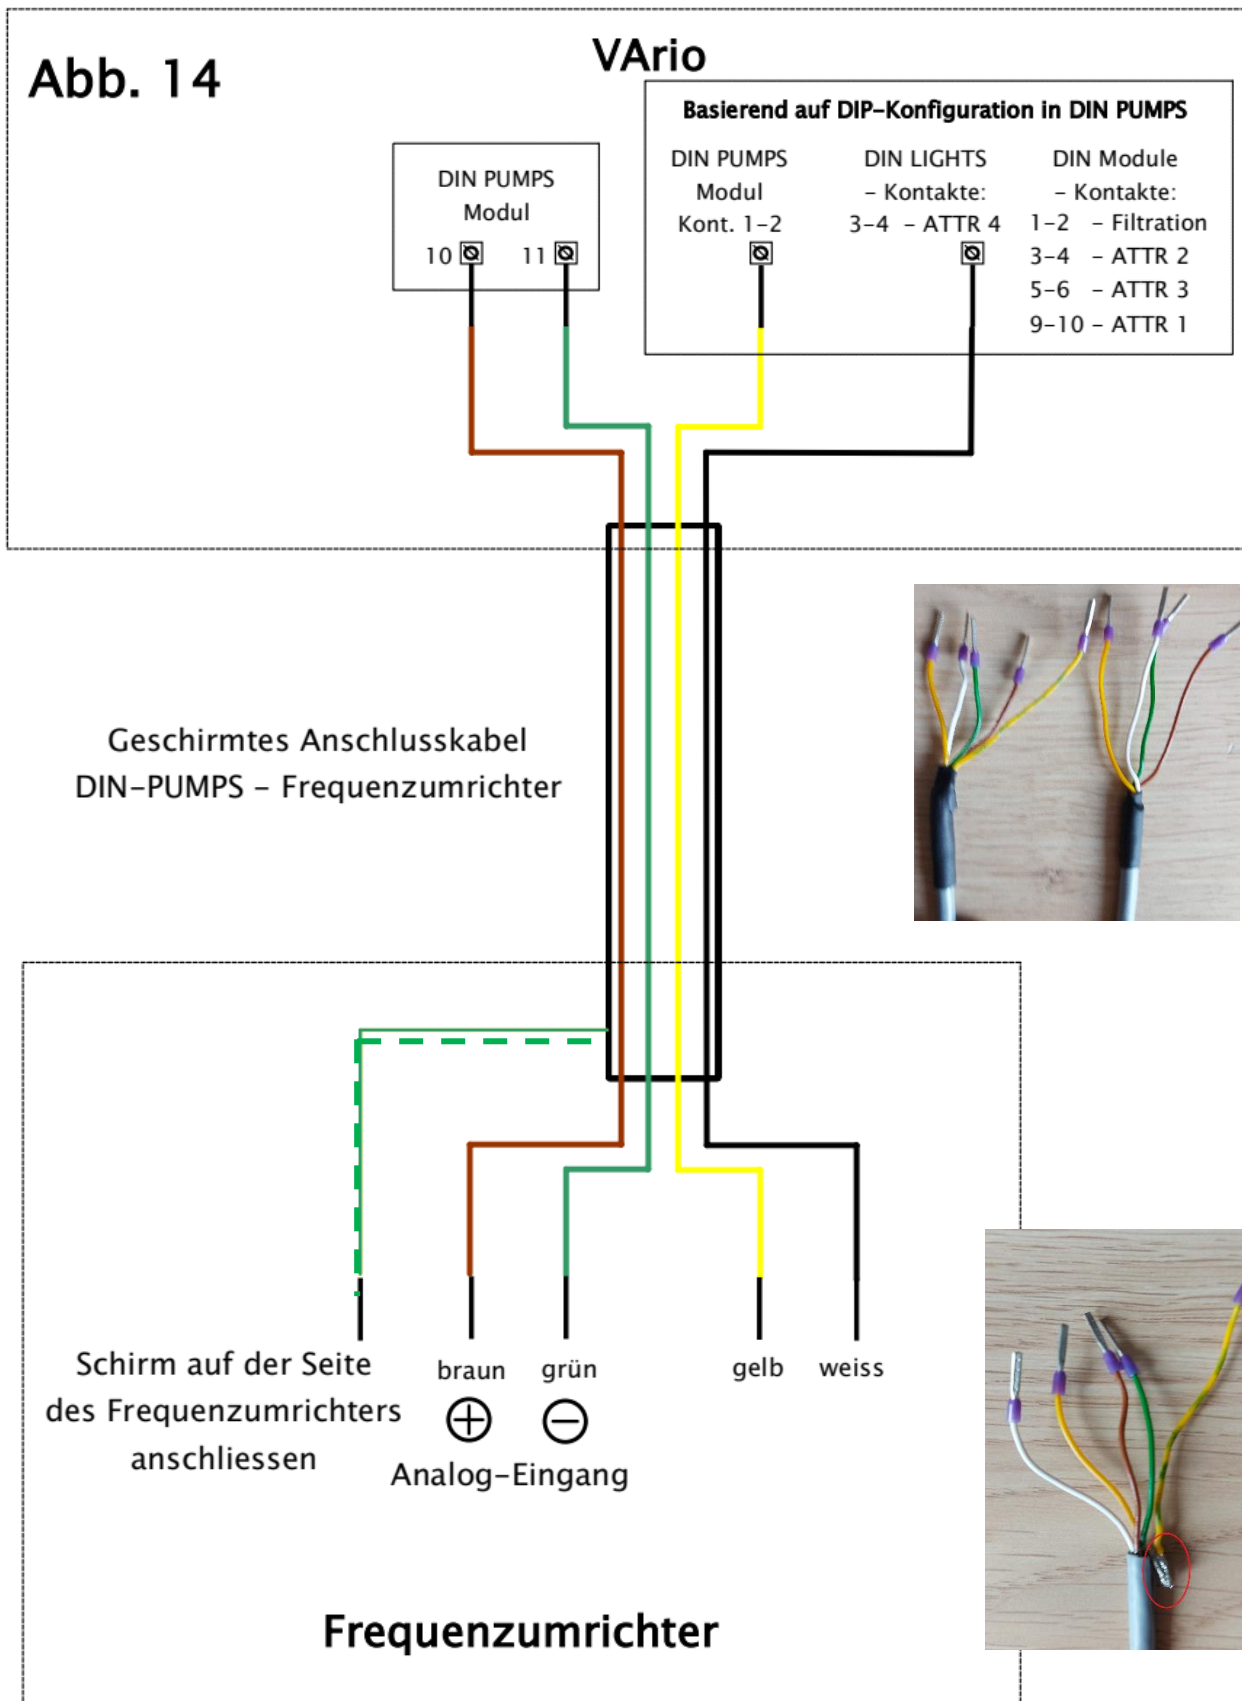 Abb. 14
VArio
DIN PUMPS
Modul
10
11
Basierend auf DIP-Konfiguration in DIN PUMPS
DIN PUMPS
Modul
Kont. 1-2
DIN LIGHTS
- Kontakte:
3-4 - ATTR 4
DIN Module
- Kontakte:
1-2 - Filtration
3-4 - ATTR 2
5-6 - ATTR 3
9-10 - ATTR 1
Geschirmtes Anschlusskabel
DIN-PUMPS - Frequenzumrichter
Schirm auf der Seite
des Frequenzumrichters
anschliessen
braun
grün
+
−
Analog-Eingang
gelb
weiss
Frequenzumrichter